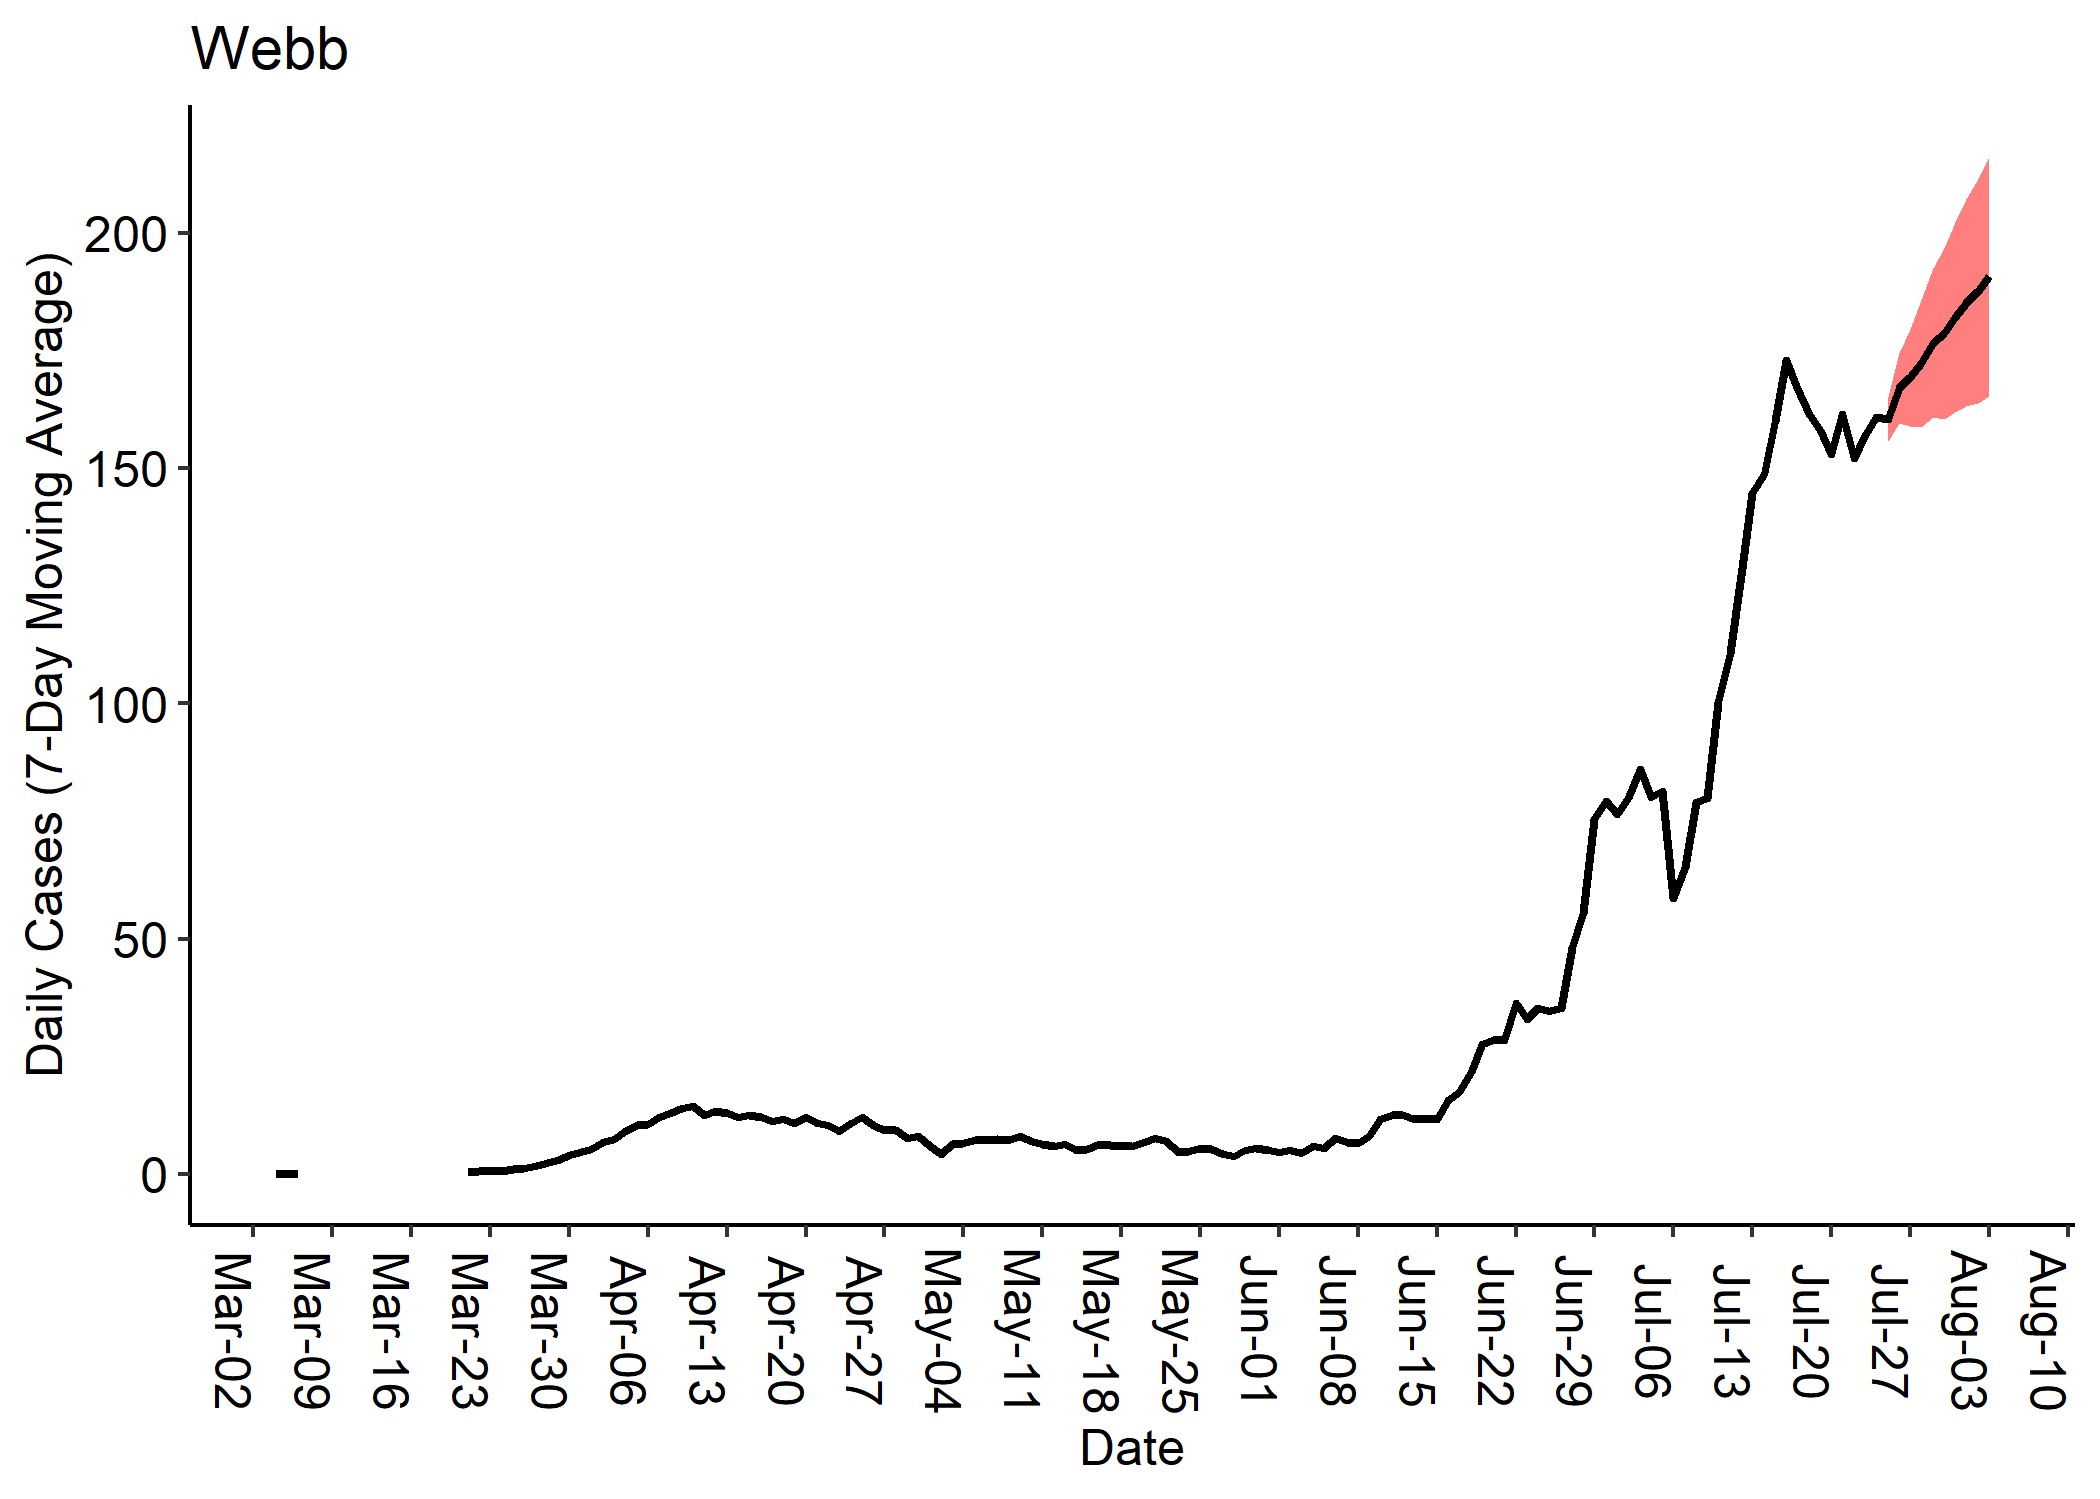 Webb
Daily Cases (7-Day Moving Average)
200
150
100
50
0
Mar-02
Mar-09
Mar-16
Mar-23
Mar-30
Apr-06
Apr-13
Apr-20
Apr-27
May-04
May-11
May-18
May-25
Jun-01
Jun-08
Jun-15
Jun-22
Jun-29
Jul-06
Jul-13
Jul-20
Jul-27
Aug-03
Aug-10
Date